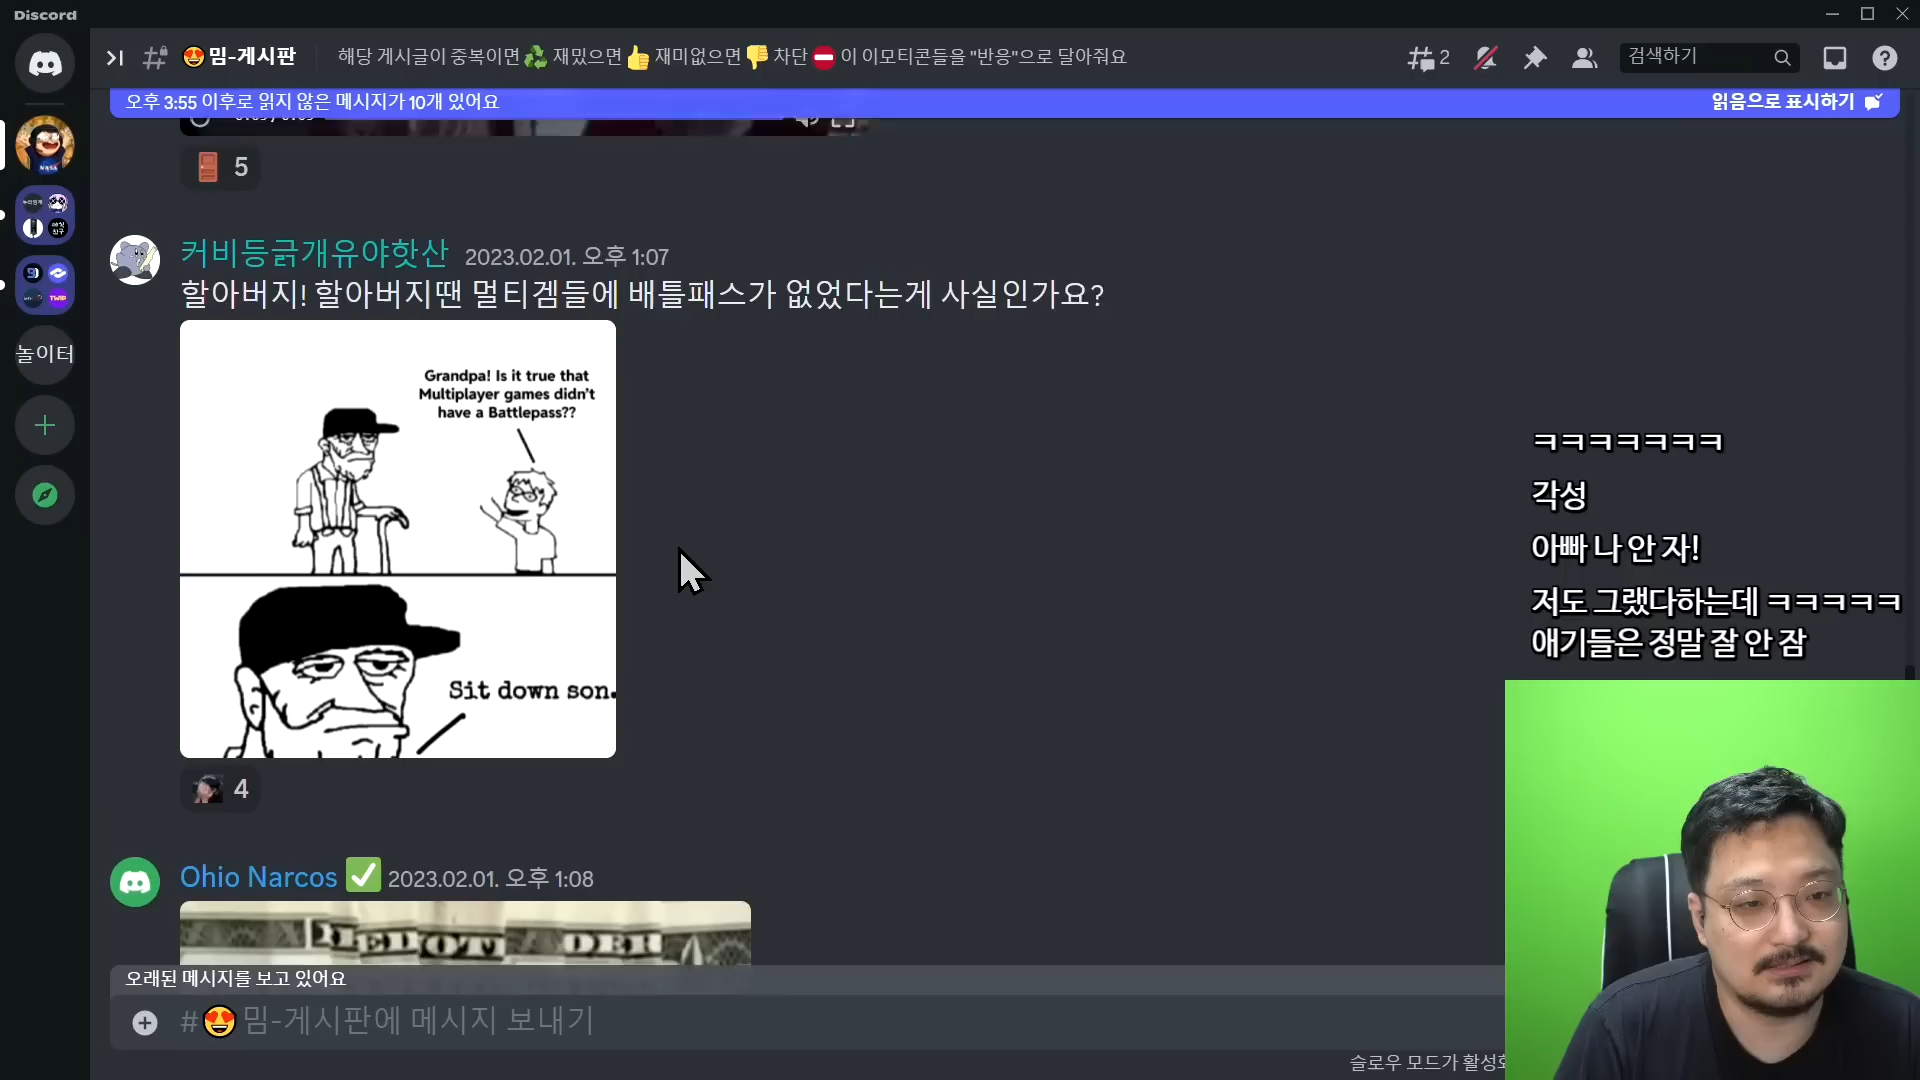 Discord
😍밈-게시판
해당 게시글이 중복이면♻️ 재밌으면👍 재미없으면👎 차단⛔ 이 이모티콘들을 "반응"으로 달아줘요
2
검색하기
오후 3:55 이후로 읽지 않은 메시지가 10개 있어요
읽음으로 표시하기
5
커비등긁개유야핫산 2023.02.01. 오후 1:07
할아버지! 할아버지땐 멀티겜들에 배틀패스가 없었다는게 사실인가요?
Grandpa! Is it true that
Multiplayer games didn't
have a Battlepass??
Sit down son.
4
Ohio Narcos ✅ 2023.02.01. 오후 1:08
오래된 메시지를 보고 있어요
#😍밈-게시판에 메시지 보내기
슬로우 모드가
놀이터
NASA
TWIP
ㅋㅋㅋㅋㅋㅋㅋ
각성
아빠 나 안 자!
저도 그랬다하는데 ㅋㅋㅋㅋㅋ
애기들은 정말 잘 안 잠